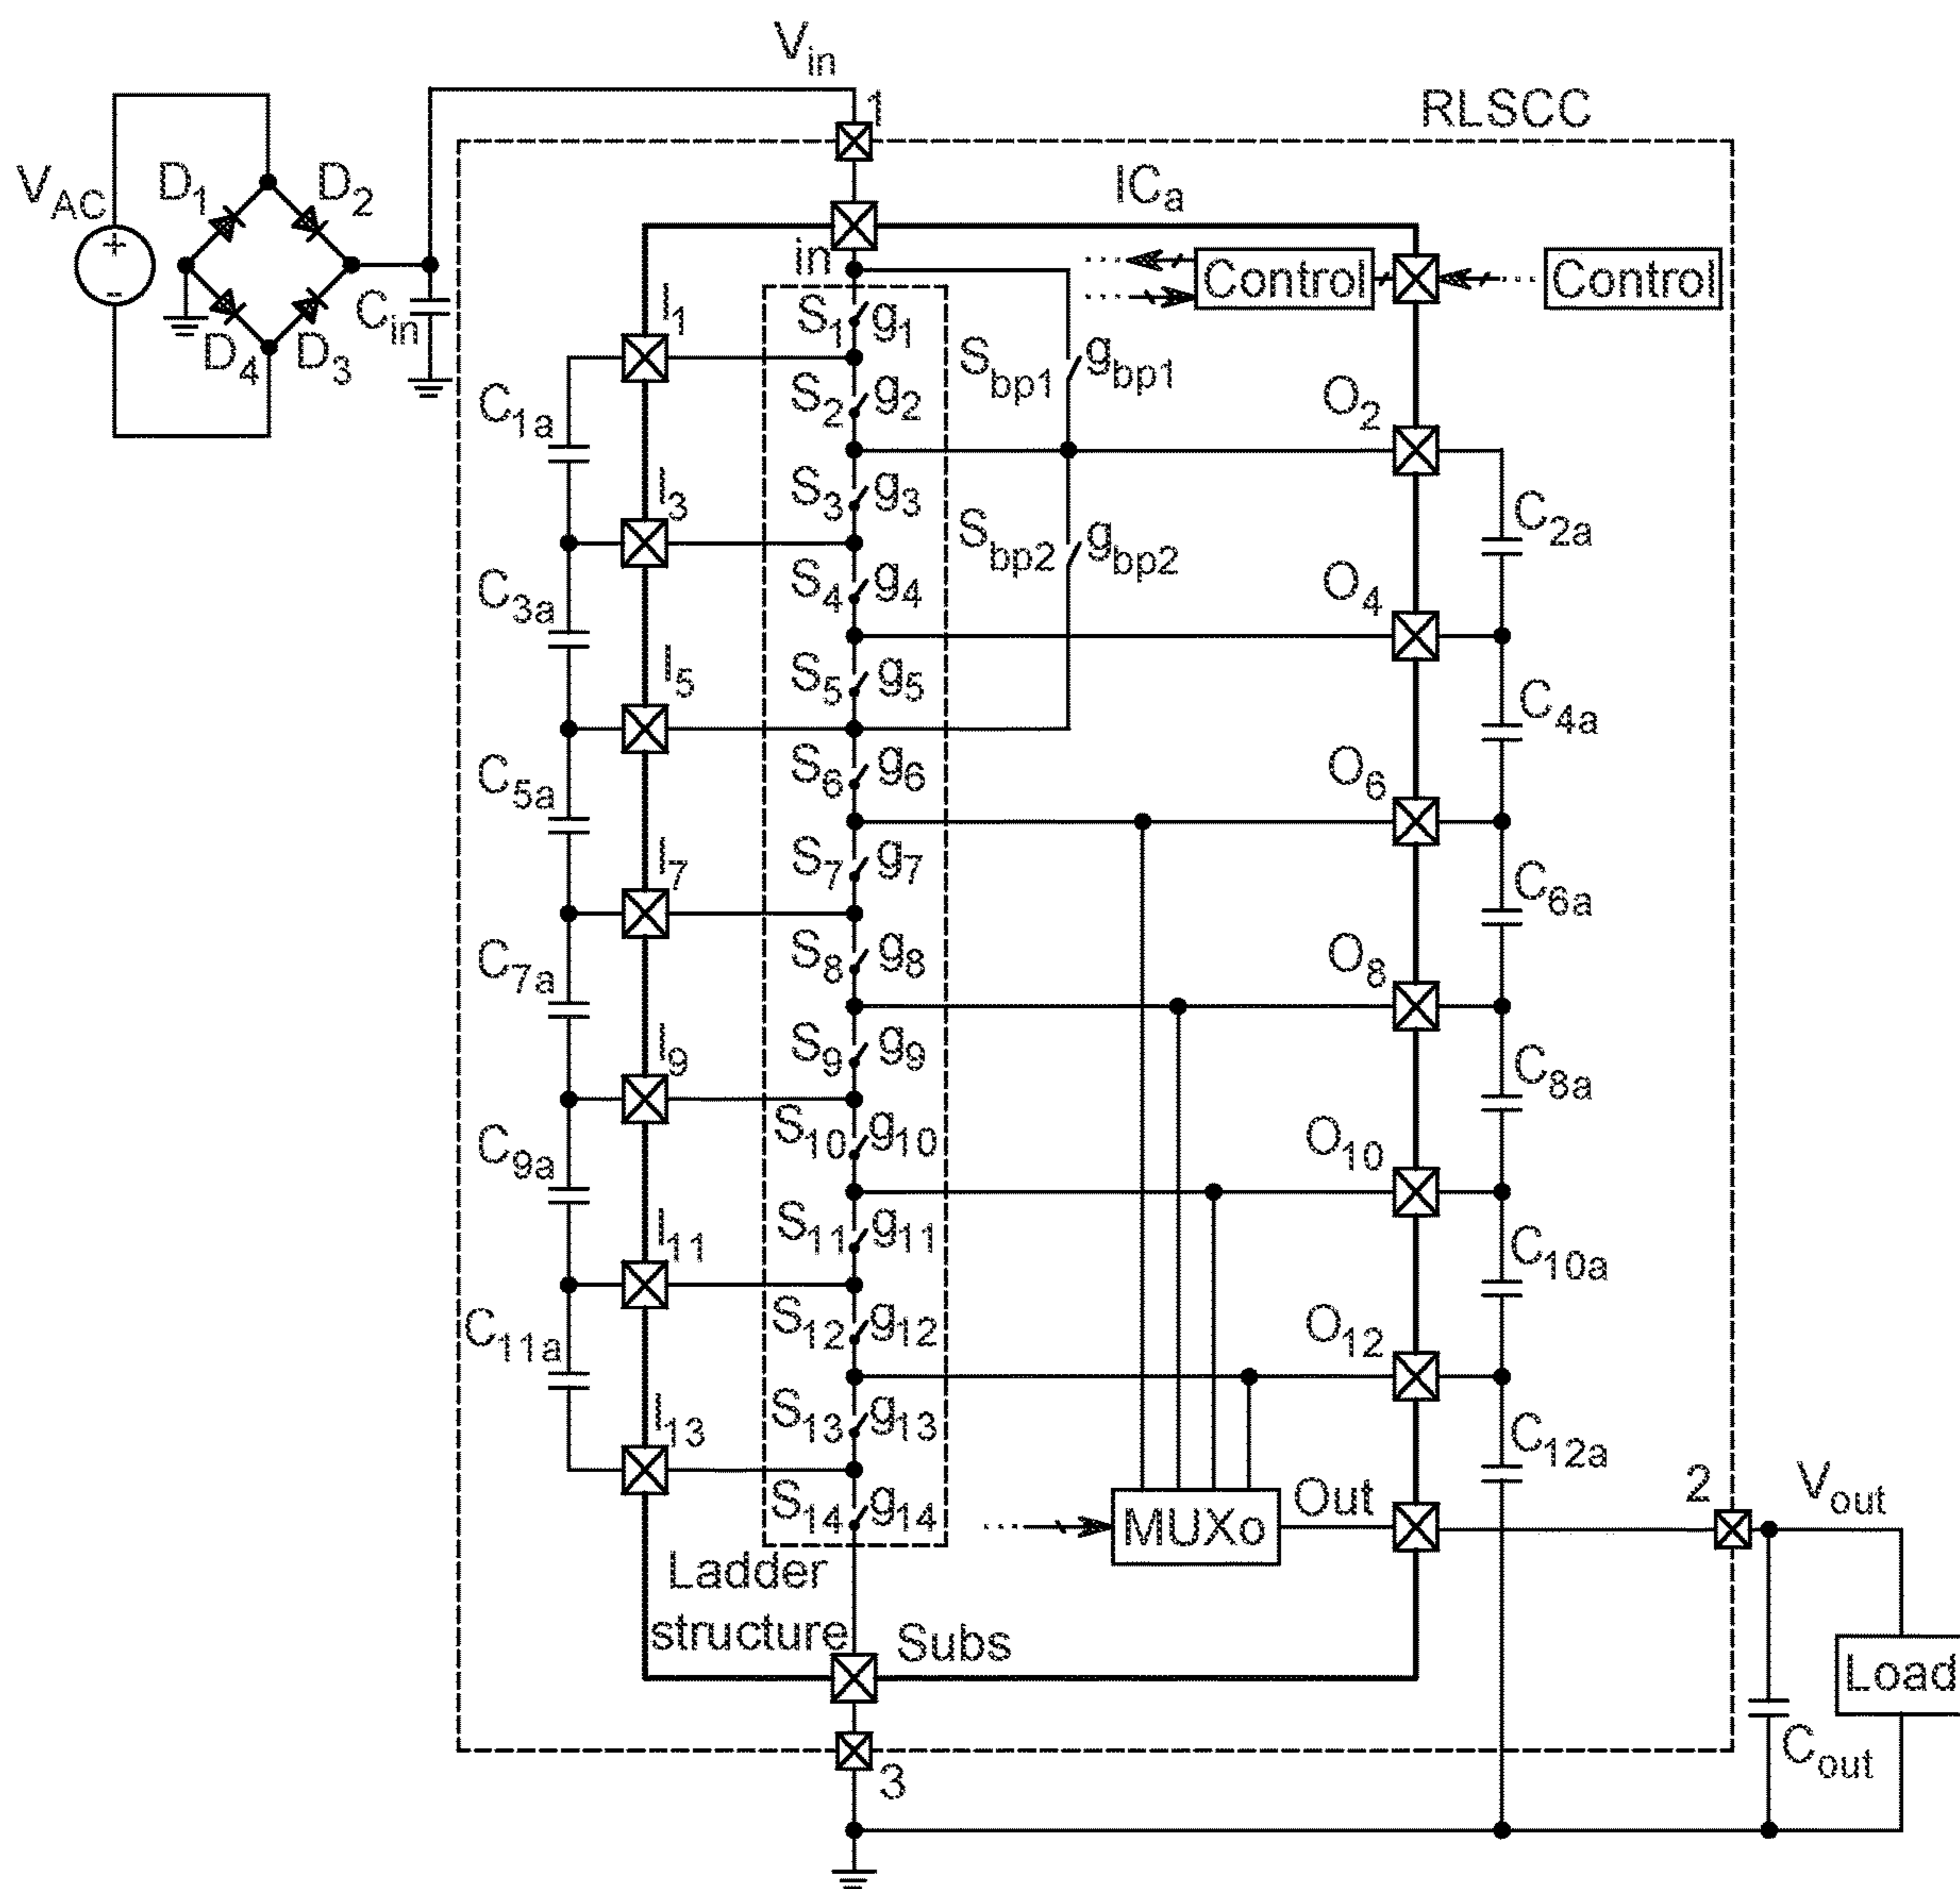 V_in
1
RLSCC
V_AC
+
-
D_1
D_2
D_4
D_3
C_in
IC_a
in
Control
Control
I_1
S_1 g_1
S_2 g_2
C_1a
S_bp1 g_bp1
O_2
I_3
S_3 g_3
C_2a
S_bp2 g_bp2
C_3a
S_4 g_4
O_4
I_5
S_5 g_5
C_4a
C_5a
S_6 g_6
O_6
I_7
S_7 g_7
C_6a
C_7a
S_8 g_8
O_8
I_9
S_9 g_9
C_8a
C_9a
S_10 g_10
O_10
I_11
S_11 g_11
C_10a
C_11a
S_12 g_12
O_12
I_13
S_13 g_13
C_12a
S_14 g_14
MUXo
Out
2
V_out
Ladder
structure
Subs
Load
C_out
3